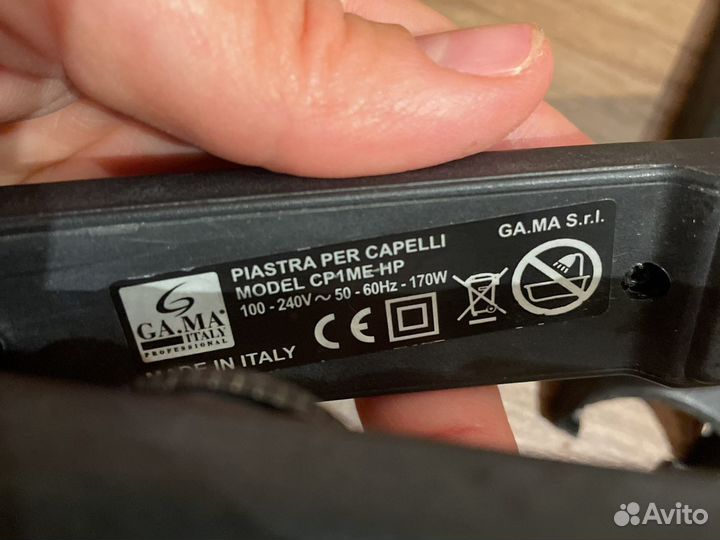 PIASTRA PER CAPELLI
MODEL CP1ME-HP
100 - 240V ~ 50 - 60Hz - 170W
GA.MA S.r.l.
GA.MA®
ITALY
PROFESSIONAL
CE
MADE IN ITALY
Avito